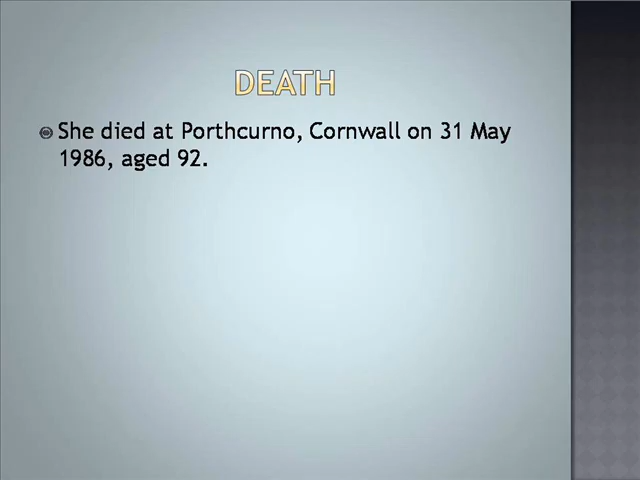 DEATH
She died at Porthcurno, Cornwall on 31 May
1986, aged 92.